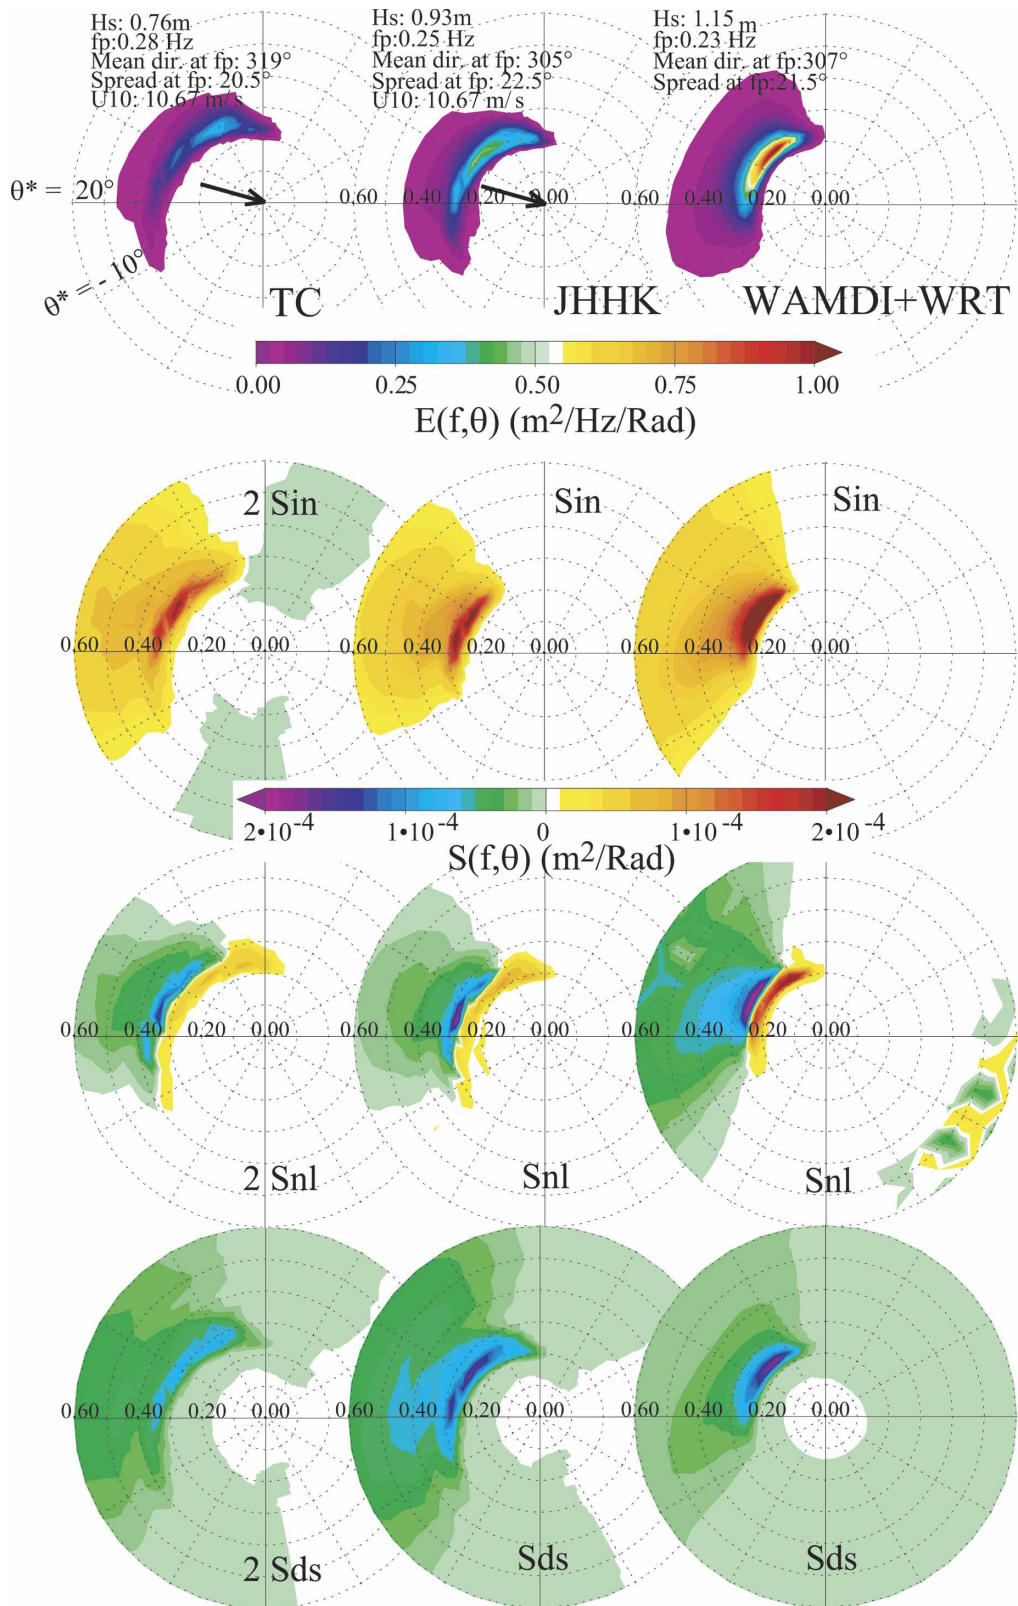 Hs: 0.76m
fp:0.28 Hz
Mean dir. at fp: 319°
Spread at fp: 20.5°
U10: 10.67 m/s
Hs: 0.93m
fp:0.25 Hz
Mean dir. at fp: 305°
Spread at fp: 22.5°
U10: 10.67 m/s
Hs: 1.15 m
fp:0.23 Hz
Mean dir. at fp:307°
Spread at fp:21.5°
θ* = 20°
θ* = - 10°
0.60 0.40 0.20 0.00
0.60 0.40 0.20 0.00
TC JHHK WAMDI+WRT
0.00 0.25 0.50 0.75 1.00
E(f,θ) (m2/Hz/Rad)
2 Sin Sin Sin
0.60 0.40 0.20 0.00
0.60 0.40 0.20 0.00
0.60 0.40 0.20 0.00
2•10-4 1•10-4 0 1•10-4 2•10-4
S(f,θ) (m2/Rad)
0.60 0.40 0.20 0.00
0.60 0.40 0.20 0.00
0.60 0.40 0.20 0.00
2 Snl Snl Snl
0.60 0.40 0.20 0.00
0.60 0.40 0.20 0.00
0.60 0.40 0.20 0.00
2 Sds Sds Sds